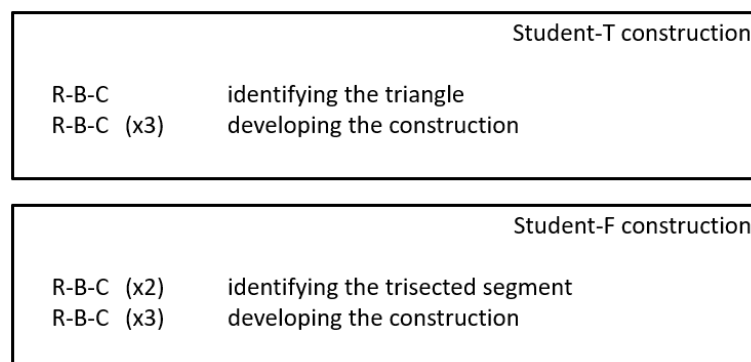 Student-T construction
R-B-C identifying the triangle
R-B-C (x3) developing the construction
Student-F construction
R-B-C (x2) identifying the trisected segment
R-B-C (x3) developing the construction